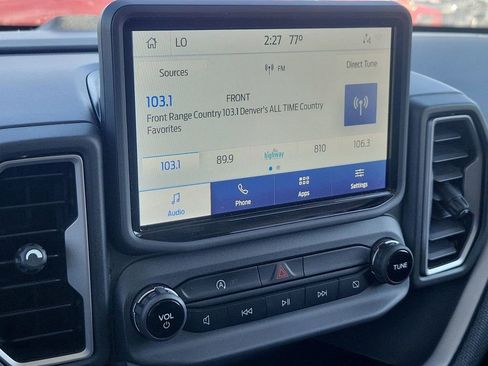 LO 2:27 77°
Sources FM Direct Tune
103.1 FRONT
Front Range Country 103.1 Denver's ALL TIME Country
Favorites
103.1 89.9 highway 810 106.3
Audio Phone Apps Settings
VOL TUNE